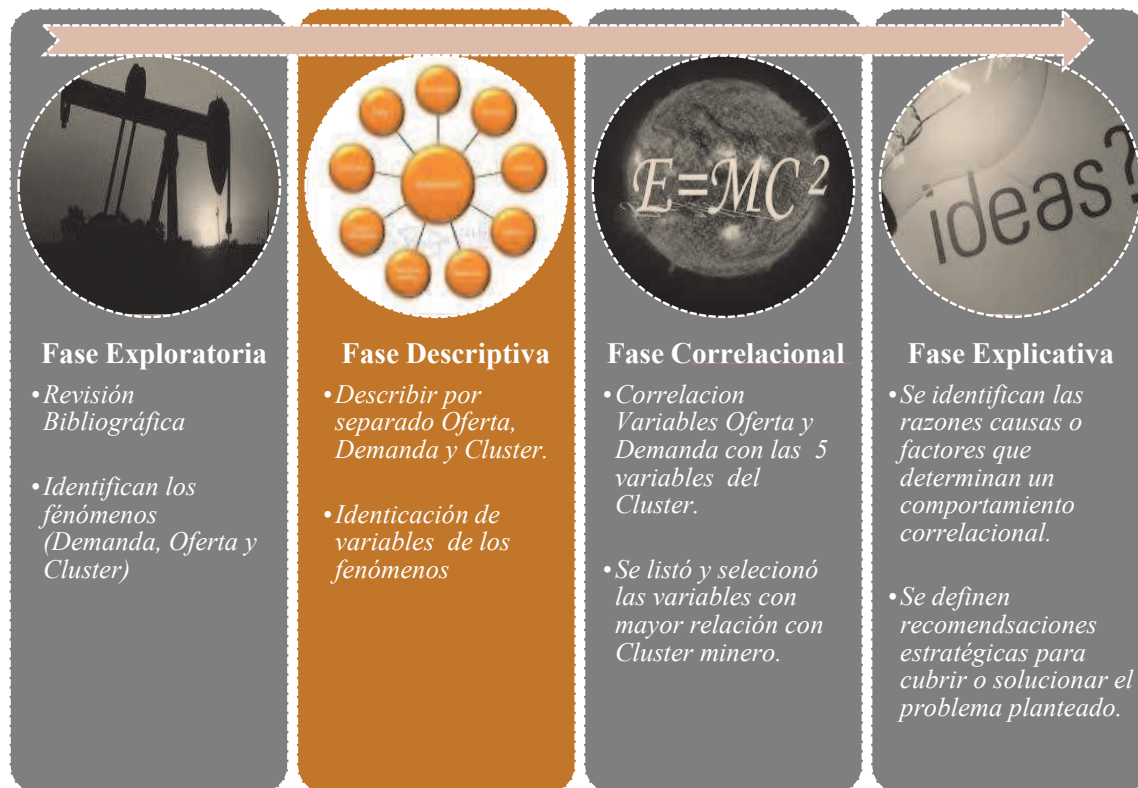 E=MC²
ideas?
Fase Exploratoria
•Revisión
Bibliográfica
•Identifican los
fénómenos
(Demanda, Oferta y
Cluster)
Fase Descriptiva
•Describir por
separado Oferta,
Demanda y Cluster.
•Identicación de
variables de los
fenómenos
Fase Correlacional
•Correlacion
Variables Oferta y
Demanda con las 5
variables del
Cluster.
•Se listó y selecionó
las variables con
mayor relación con
Cluster minero.
Fase Explicativa
•Se identifican las
razones causas o
factores que
determinan un
comportamiento
correlacional.
•Se definen
recomendsaciones
estratégicas para
cubrir o solucionar el
problema planteado.